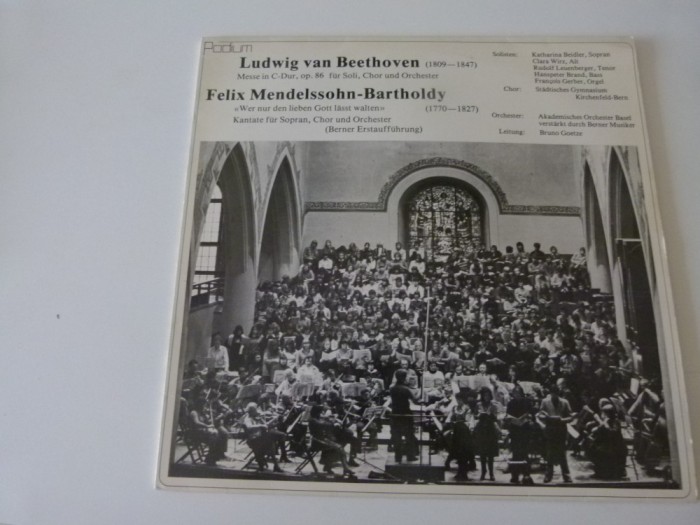 Podium
Ludwig van Beethoven (1809—1847)
Messe in C-Dur, op. 86 für Soli, Chor und Orchester
Felix Mendelssohn-Bartholdy
«Wer nur den lieben Gott lässt walten» (1770—1827)
Kantate für Sopran, Chor und Orchester
(Berner Erstaufführung)
Solisten: Katharina Beidler, Sopran
Clara Wirz, Alt
Rudolf Leuenberger, Tenor
Hanspeter Brand, Bass
François Gerber, Orgel
Chor: Städtisches Gymnasium
Kirchenfeld-Bern
Orchester: Akademisches Orchester Basel
verstärkt durch Berner Musiker
Leitung: Bruno Goetze